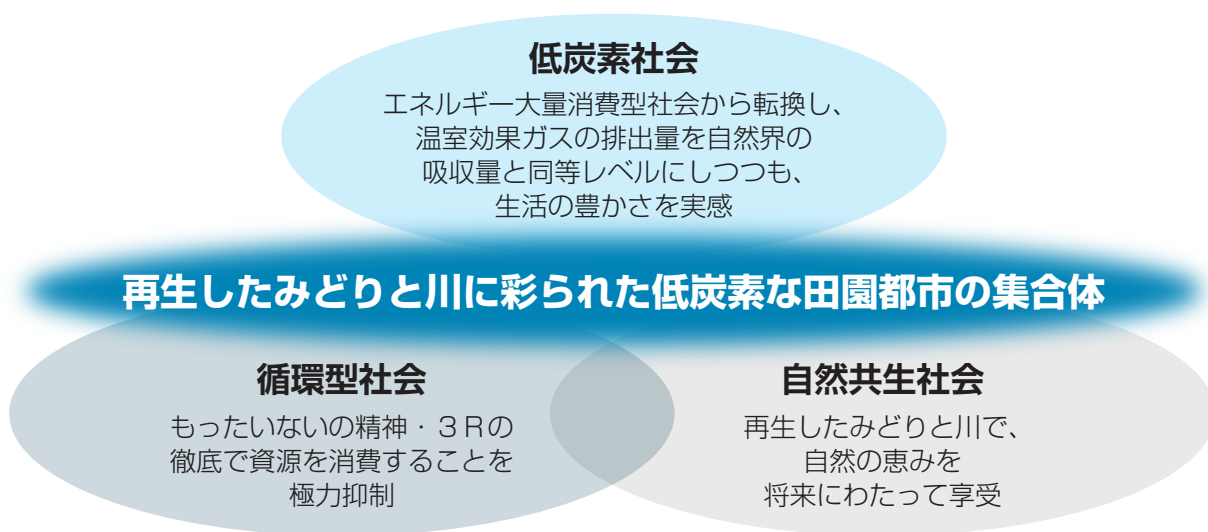 低炭素社会
エネルギー大量消費型社会から転換し、
温室効果ガスの排出量を自然界の
吸収量と同等レベルにしつつも、
生活の豊かさを実感
再生したみどりと川に彩られた低炭素な田園都市の集合体
循環型社会
もったいないの精神・３Ｒの
徹底で資源を消費することを
極力抑制
自然共生社会
再生したみどりと川で、
自然の恵みを
将来にわたって享受